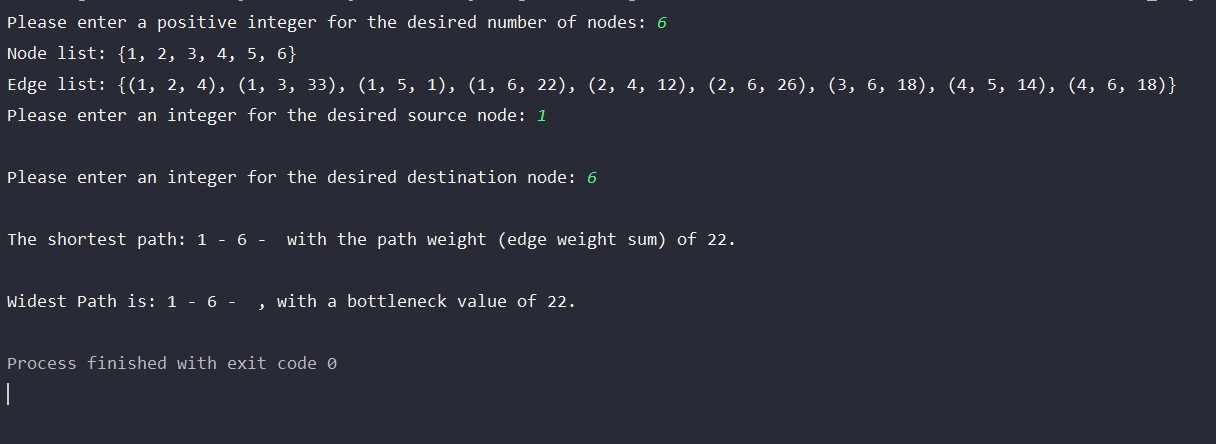 Please enter a positive integer for the desired number of nodes: 6
Node list: {1, 2, 3, 4, 5, 6}
Edge list: {(1, 2, 4), (1, 3, 33), (1, 5, 1), (1, 6, 22), (2, 4, 12), (2, 6, 26), (3, 6, 18), (4, 5, 14), (4, 6, 18)}
Please enter an integer for the desired source node: 1
Please enter an integer for the desired destination node: 6
The shortest path: 1 - 6 -  with the path weight (edge weight sum) of 22.
Widest Path is: 1 - 6 -  , with a bottleneck value of 22.
Process finished with exit code 0